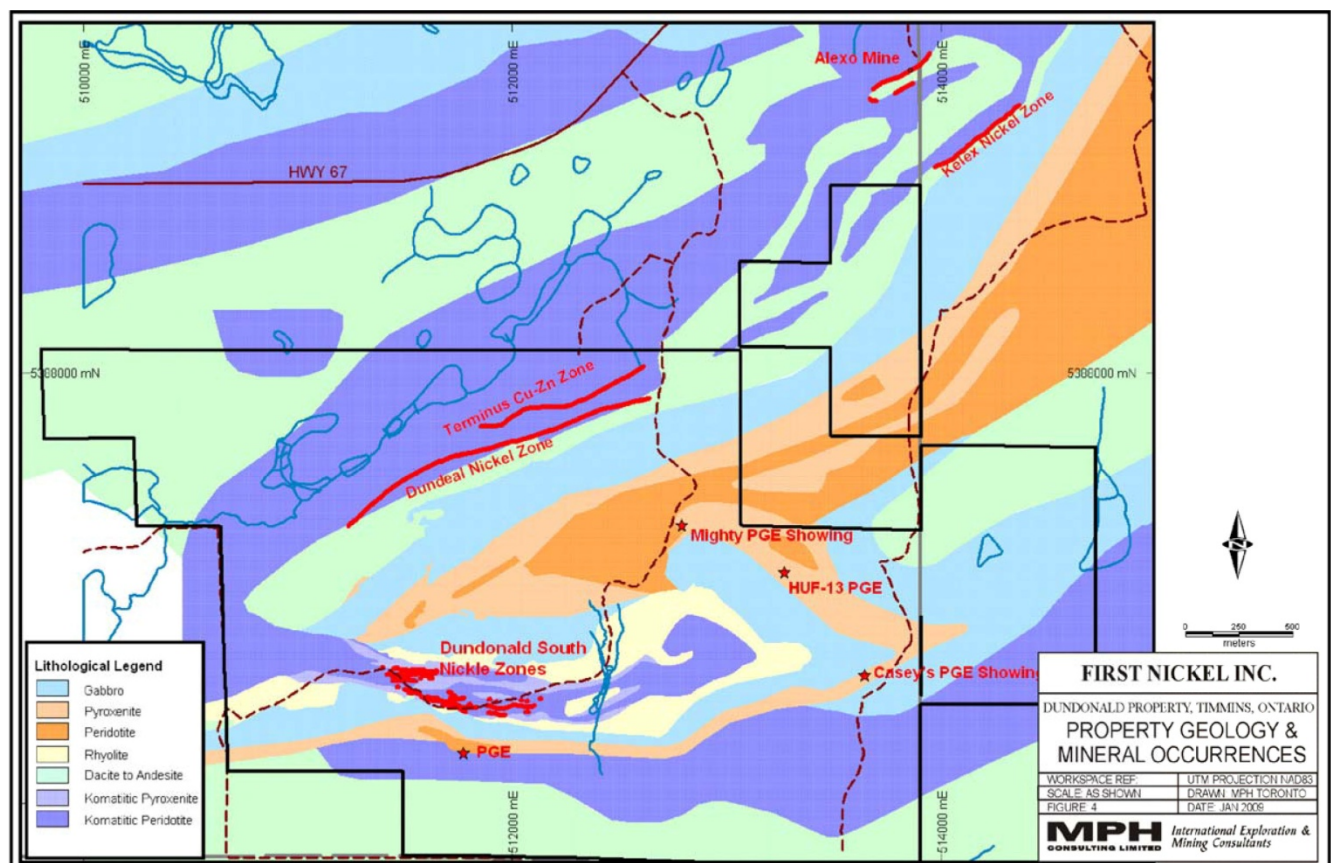 510000 mE
512000 mE
514000 mE
Alexo Mine
Kelex Nickel Zone
HWY 67
5388000 mN
5388000 mN
Terminus Cu-Zn Zone
Dundeal Nickel Zone
Mighty PGE Showing
HUF-13 PGE
Dundonald South
Nickle Zones
Casey's PGE Showing
PGE
512000 mE
514000 mE
N
0 250 500
meters
Lithological Legend
Gabbro
Pyroxenite
Peridotite
Rhyolite
Dacite to Andesite
Komatitic Pyroxenite
Komatitic Peridotite
FIRST NICKEL INC.
DUNDONALD PROPERTY, TIMMINS, ONTARIO
PROPERTY GEOLOGY &
MINERAL OCCURRENCES
WORKSPACE REF: UTM PROJECTION NAD83
SCALE: AS SHOWN DRAWN: MPH TORONTO
FIGURE: 4 DATE: JAN 2009
MPH International Exploration &
CONSULTING LIMITED Mining Consultants